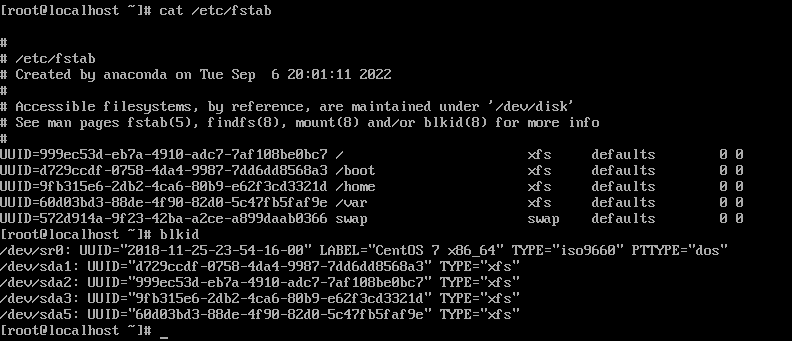 [root@localhost ~]# cat /etc/fstab
#
# /etc/fstab
# Created by anaconda on Tue Sep  6 20:01:11 2022
#
# Accessible filesystems, by reference, are maintained under '/dev/disk'
# See man pages fstab(5), findfs(8), mount(8) and/or blkid(8) for more info
#
UUID=999ec53d-eb7a-4910-adc7-7af108be0bc7 /                       xfs     defaults        0 0
UUID=d729ccdf-0758-4da4-9987-7dd6dd8568a3 /boot                   xfs     defaults        0 0
UUID=9fb315e6-2db2-4ca6-80b9-e62f3cd3321d /home                   xfs     defaults        0 0
UUID=60d03bd3-88de-4f90-82d0-5c47fb5faf9e /var                    xfs     defaults        0 0
UUID=572d914a-9f23-42ba-a2ce-a899daab0366 swap                    swap    defaults        0 0
[root@localhost ~]# blkid
/dev/sr0: UUID="2018-11-25-23-54-16-00" LABEL="CentOS 7 x86_64" TYPE="iso9660" PTTYPE="dos"
/dev/sda1: UUID="d729ccdf-0758-4da4-9987-7dd6dd8568a3" TYPE="xfs"
/dev/sda2: UUID="999ec53d-eb7a-4910-adc7-7af108be0bc7" TYPE="xfs"
/dev/sda3: UUID="9fb315e6-2db2-4ca6-80b9-e62f3cd3321d" TYPE="xfs"
/dev/sda5: UUID="60d03bd3-88de-4f90-82d0-5c47fb5faf9e" TYPE="xfs"
[root@localhost ~]# _